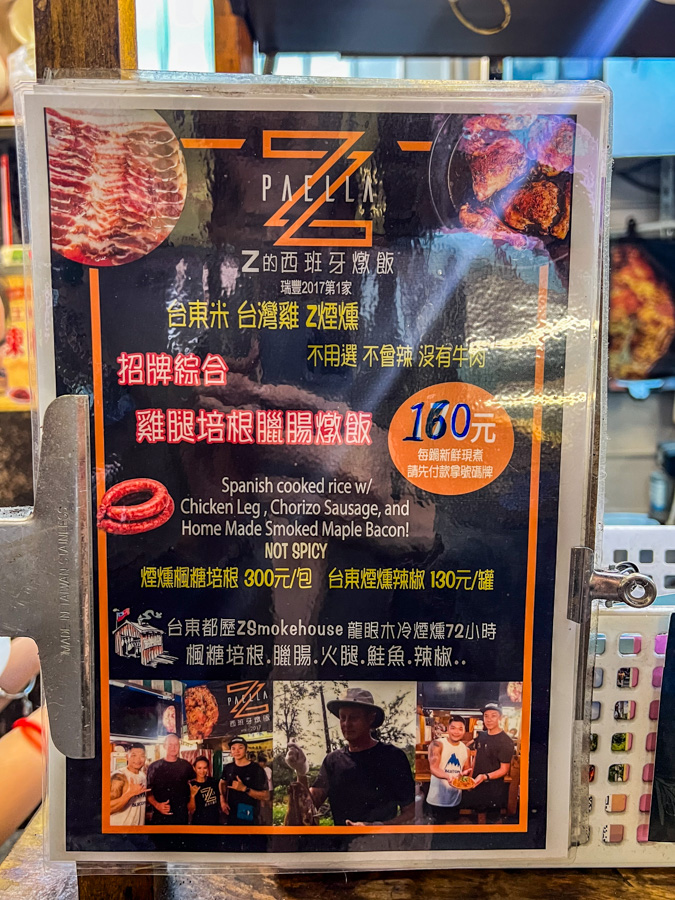 PAELLA
Z的西班牙燉飯
瑞豐2017第1家
台東米 台灣雞 Z煙燻
不用選 不會辣 沒有牛肉
招牌綜合
雞腿培根臘腸燉飯
160元
每鍋新鮮現煮
請先付款拿號碼牌
Spanish cooked rice w/
Chicken Leg , Chorizo Sausage, and
Home Made Smoked Maple Bacon!
NOT SPICY
煙燻楓糖培根 300元/包 台東煙燻辣椒 130元/罐
台東都歷ZSmokehouse 龍眼木冷煙燻72小時
楓糖培根.臘腸.火腿.鮭魚.辣椒..
PAELLA
西班牙燉飯
MADE IN TAIWAN STAINLESS